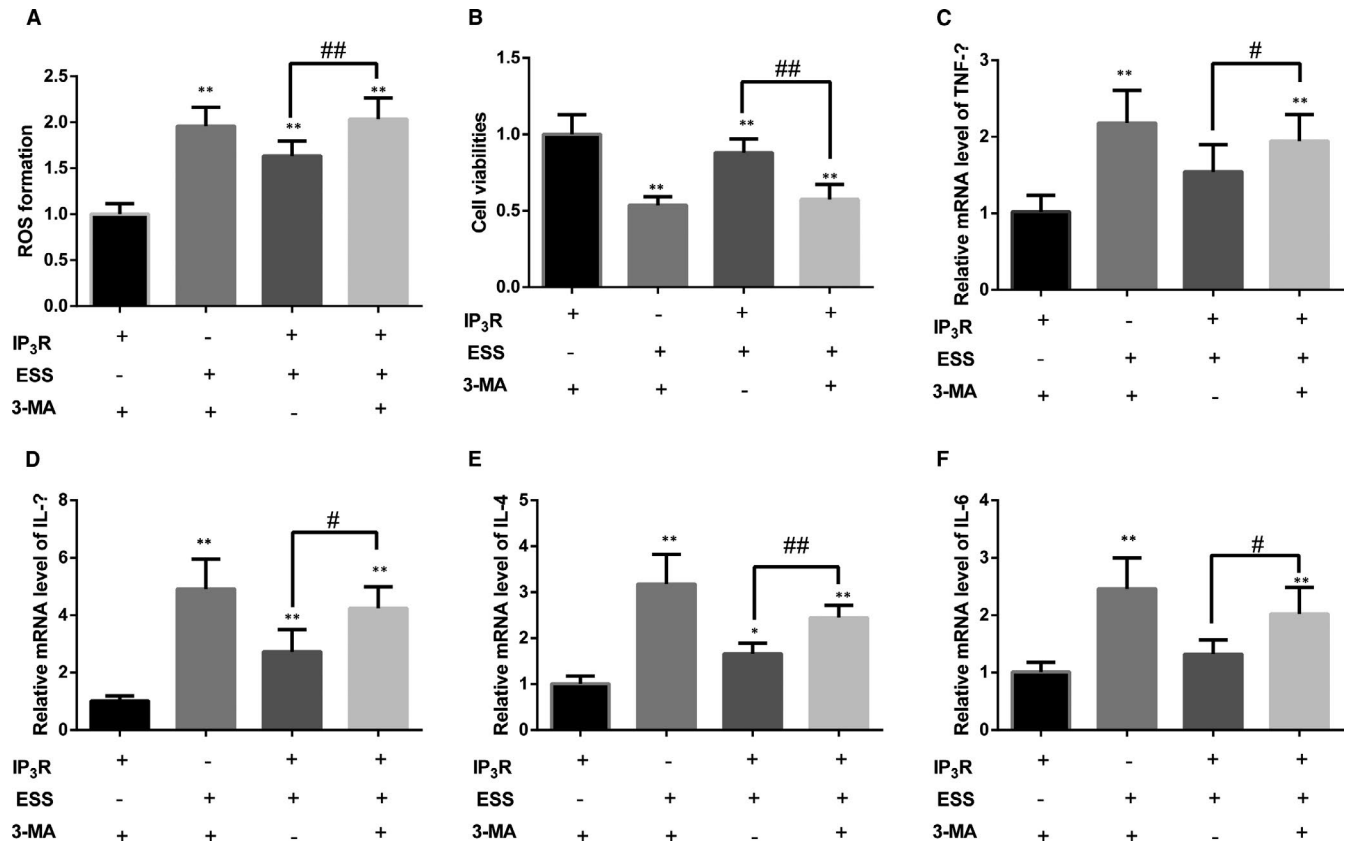 A
ROS formation
2.5
2.0
1.5
1.0
0.5
0.0
**
**
**
##
IP3R + - + +
ESS - + + +
3-MA + + - +
B
Cell viabilities
1.5
1.0
0.5
0.0
**
**
**
##
IP3R + - + +
ESS - + + +
3-MA + + - +
C
Relative mRNA level of TNF-?
3
2
1
0
**
**
#
IP3R + - + +
ESS - + + +
3-MA + + - +
D
Relative mRNA level of IL-?
8
6
4
2
0
**
**
**
#
IP3R + - + +
ESS - + + +
3-MA + + - +
E
Relative mRNA level of IL-4
5
4
3
2
1
0
**
*
**
##
IP3R + - + +
ESS - + + +
3-MA + + - +
F
Relative mRNA level of IL-6
4
3
2
1
0
**
**
#
IP3R + - + +
ESS - + + +
3-MA + + - +